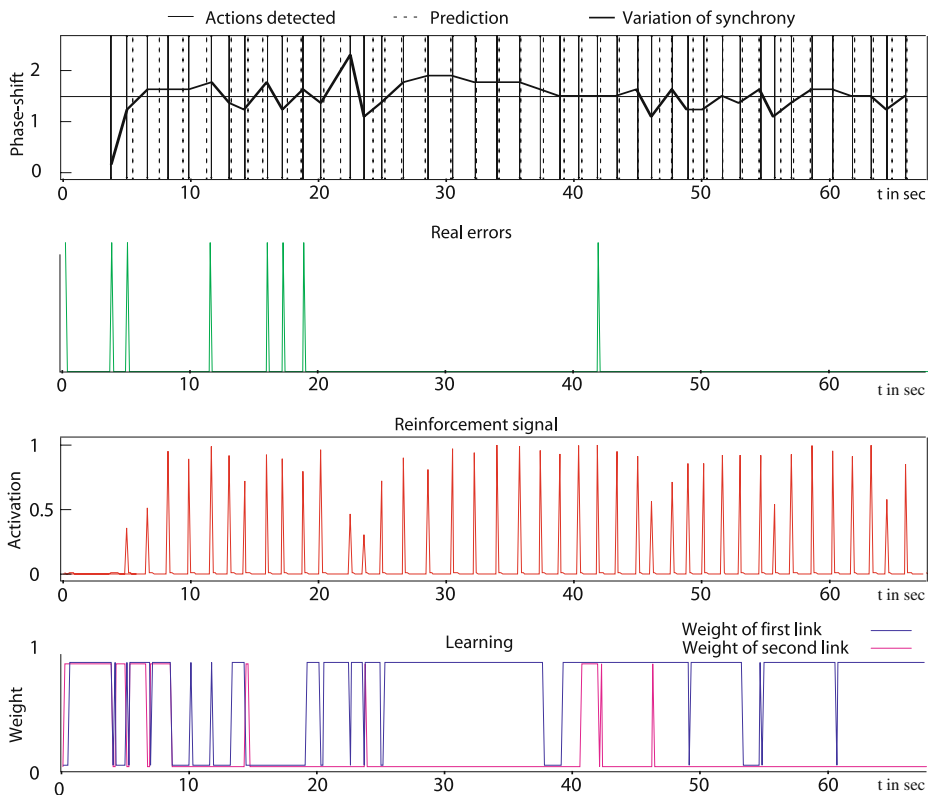 Actions detected Prediction Variation of synchrony
Phase-shift
2
1
0
0 10 20 30 40 50 60 t in sec
Real errors
0 10 20 30 40 50 60 t in sec
Reinforcement signal
Activation
1
0.5
0
0 10 20 30 40 50 60 t in sec
Learning
Weight of first link
Weight of second link
Weight
1
0
0 10 20 30 40 50 60 t in sec